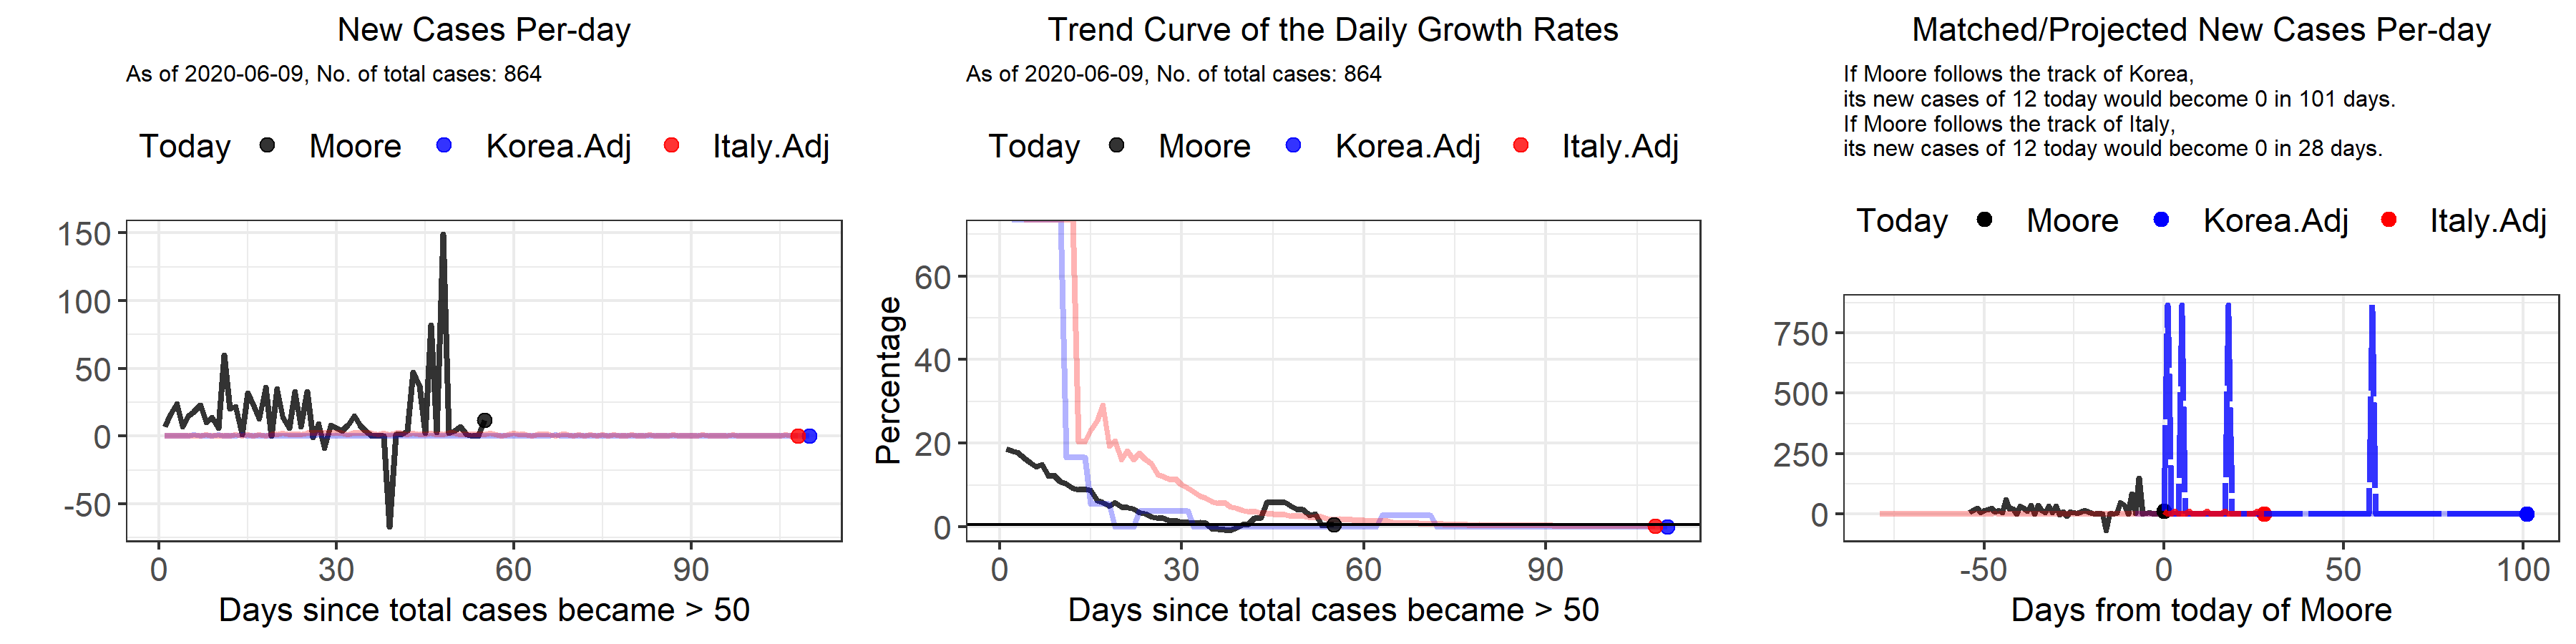 New Cases Per-day
As of 2020-06-09, No. of total cases: 864
Today Moore Korea.Adj Italy.Adj
150
100
50
0
-50
0 30 60 90
Days since total cases became > 50
Trend Curve of the Daily Growth Rates
As of 2020-06-09, No. of total cases: 864
Today Moore Korea.Adj Italy.Adj
Percentage
60
40
20
0
0 30 60 90
Days since total cases became > 50
Matched/Projected New Cases Per-day
If Moore follows the track of Korea,
its new cases of 12 today would become 0 in 101 days.
If Moore follows the track of Italy,
its new cases of 12 today would become 0 in 28 days.
Today Moore Korea.Adj Italy.Adj
750
500
250
0
-50 0 50 100
Days from today of Moore